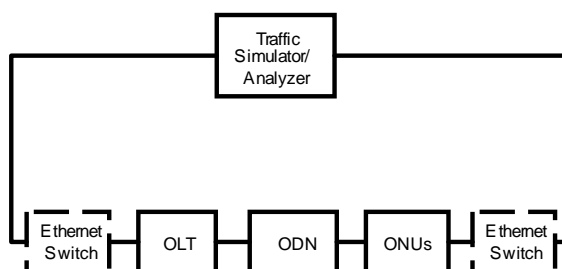 Traffic
Simulator/
Analyzer
Ethernet
Switch
OLT
ODN
ONUs
Ethernet
Switch